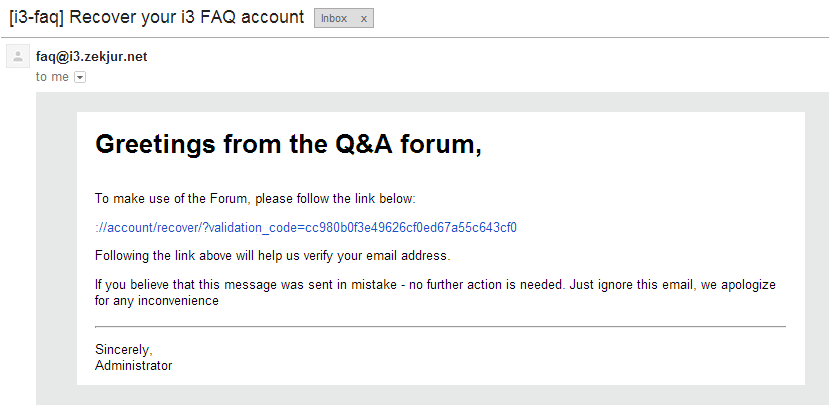 [i3-faq] Recover your i3 FAQ account Inbox x
faq@i3.zekjur.net
to me
Greetings from the Q&A forum,
To make use of the Forum, please follow the link below:
://account/recover/?validation_code=cc980b0f3e49626cf0ed67a55c643cf0
Following the link above will help us verify your email address.
If you believe that this message was sent in mistake - no further action is needed. Just ignore this email, we apologize
for any inconvenience
Sincerely,
Administrator